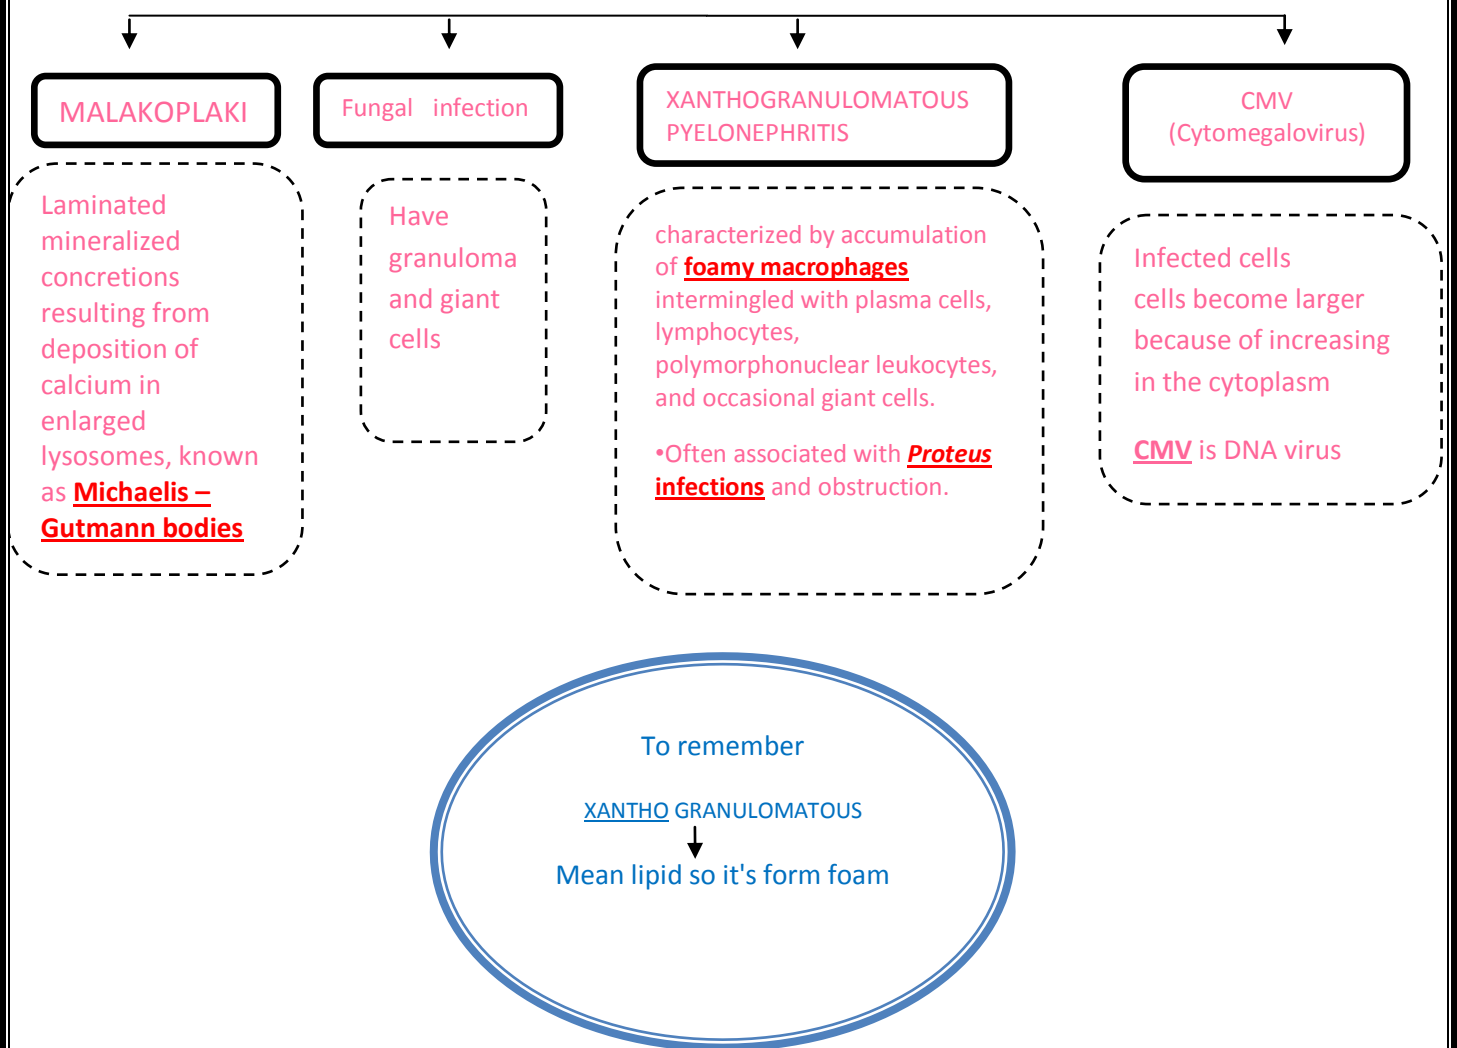 MALAKOPLAKI
Laminated
mineralized
concretions
resulting from
deposition of
calcium in
enlarged
lysosomes, known
as Michaelis –
Gutmann bodies
Fungal infection
Have
granuloma
and giant
cells
XANTHOGRANULOMATOUS
PYELONEPHRITIS
characterized by accumulation
of foamy macrophages
intermingled with plasma cells,
lymphocytes,
polymorphonuclear leukocytes,
and occasional giant cells.
•Often associated with Proteus
infections and obstruction.
CMV
(Cytomegalovirus)
Infected cells
cells become larger
because of increasing
in the cytoplasm
CMV is DNA virus
To remember
XANTHO GRANULOMATOUS
Mean lipid so it's form foam